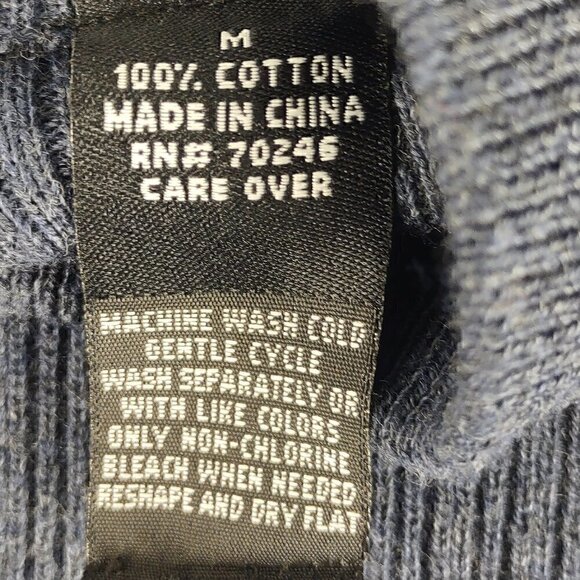 M
100% COTTON
MADE IN CHINA
RN# 70246
CARE OVER
MACHINE WASH COLD
GENTLE CYCLE
WASH SEPARATELY OR
WITH LIKE COLORS
ONLY NON-CHLORINE
BLEACH WHEN NEEDED
RESHAPE AND DRY FLAT